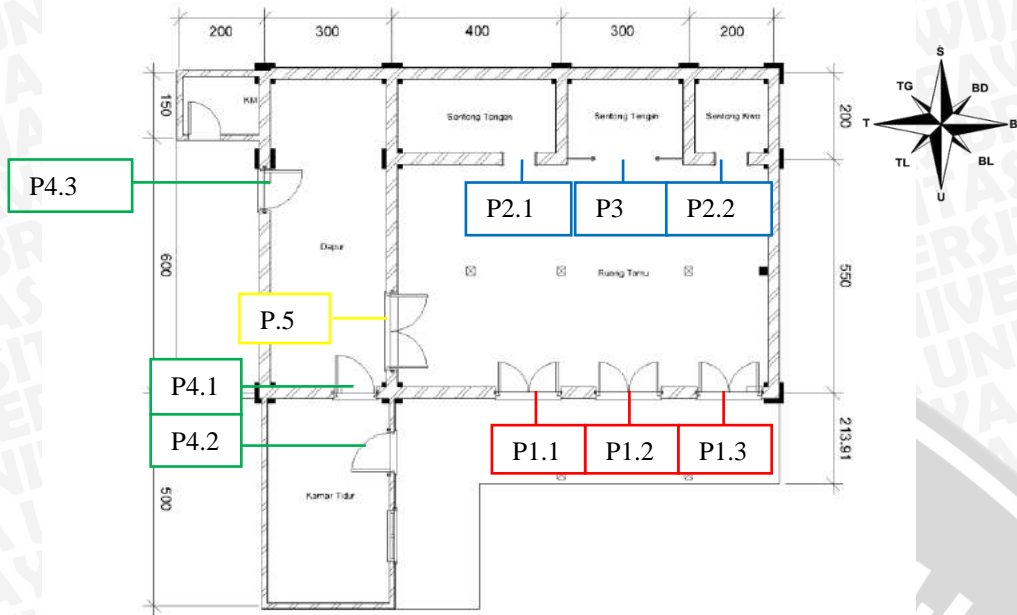 200
300
400
300
200
S
TG
BD
T
B
TL
BL
U
150
KM
Sentong Tengen
Sentong Tengen
Sentong Kiwo
200
P4.3
P2.1
P3
P2.2
Dapur
Ruang Tamu
600
550
P.5
P4.1
P4.2
P1.1
P1.2
P1.3
213.91
Kamar Tidur
500